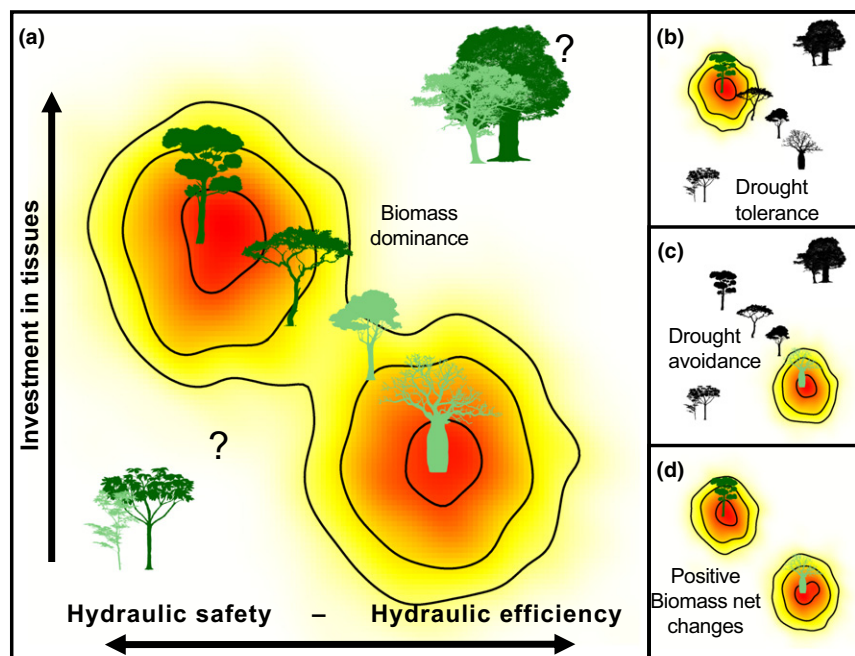 (a)
?
Biomass
dominance
Investment in tissues
?
Hydraulic safety – Hydraulic efficiency
(b)
Drought
tolerance
(c)
Drought
avoidance
(d)
Positive
Biomass net
changes